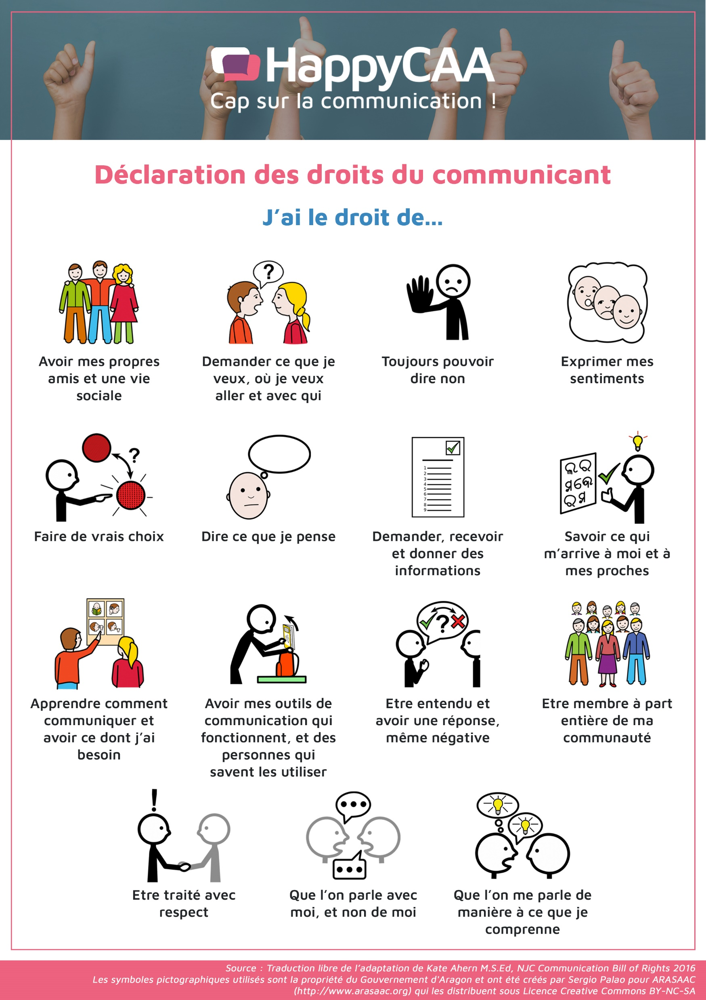 HappyCAA
Cap sur la communication !
Déclaration des droits du communicant
J'ai le droit de...
?
Avoir mes propres
amis et une vie
sociale
Demander ce que je
veux, où je veux
aller et avec qui
Toujours pouvoir
dire non
Exprimer mes
sentiments
?
1
2
3
4
5
6
7
8
9
Faire de vrais choix
Dire ce que je pense
Demander, recevoir
et donner des
informations
Savoir ce qui
m'arrive à moi et à
mes proches
?
Apprendre comment
communiquer et
avoir ce dont j'ai
besoin
Avoir mes outils de
communication qui
fonctionnent, et des
personnes qui
savent les utiliser
Etre entendu et
avoir une réponse,
même négative
Etre membre à part
entière de ma
communauté
!
Etre traité avec
respect
Que l'on parle avec
moi, et non de moi
Que l'on me parle de
manière à ce que je
comprenne
Source : Traduction libre de l'adaptation de Kate Ahern M.S.Ed, NJC Communication Bill of Rights 2016
Les symboles pictographiques utilisés sont la propriété du Gouvernement d'Aragon et ont été créés par Sergio Palao pour ARASAAC
(http://www.arasaac.org) qui les distribuent sous Licence Creative Commons BY-NC-SA